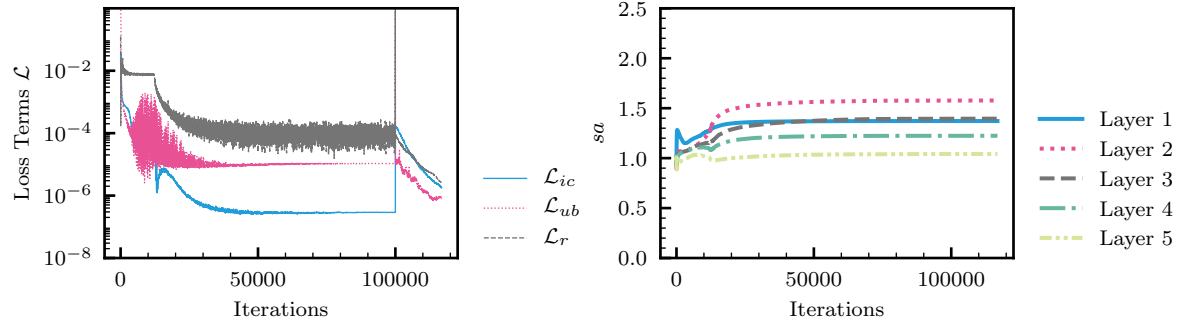 Loss Terms ℒ
10⁻²
10⁻⁴
10⁻⁶
10⁻⁸
0
50000
100000
Iterations
ℒ_ic
ℒ_ub
ℒ_r
sa
2.5
2.0
1.5
1.0
0.5
0.0
0
50000
100000
Iterations
Layer 1
Layer 2
Layer 3
Layer 4
Layer 5